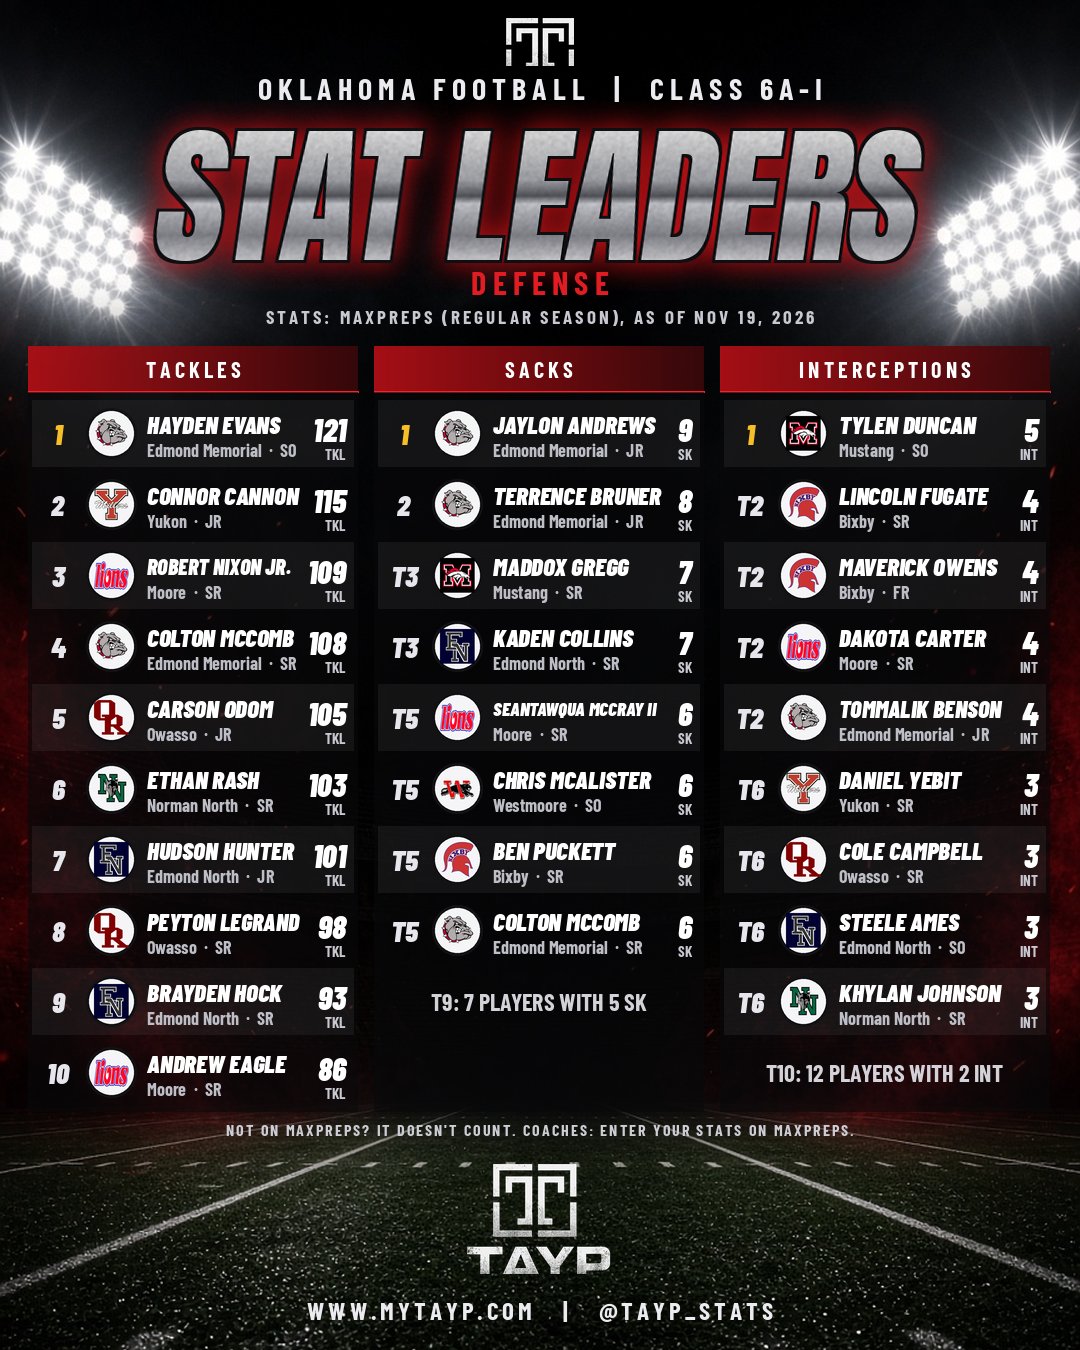 OKLAHOMA FOOTBALL | CLASS 6A-I
STAT LEADERS
DEFENSE
STATS: MAXPREPS (REGULAR SEASON), AS OF NOV 19, 2026
TACKLES
1 HAYDEN EVANS 121
Edmond Memorial · SO TKL
2 CONNOR CANNON 115
Yukon · JR TKL
3 ROBERT NIXON JR. 109
Moore · SR TKL
4 COLTON MCCOMB 108
Edmond Memorial · SR TKL
5 CARSON ODOM 105
Owasso · JR TKL
6 ETHAN RASH 103
Norman North · SR TKL
7 HUDSON HUNTER 101
Edmond North · JR TKL
8 PEYTON LEGRAND 98
Owasso · SR TKL
9 BRAYDEN HOCK 93
Edmond North · SR TKL
10 ANDREW EAGLE 86
Moore · SR TKL
SACKS
1 JAYLON ANDREWS 9
Edmond Memorial · JR SK
2 TERRENCE BRUNER 8
Edmond Memorial · JR SK
T3 MADDOX GREGG 7
Mustang · SR SK
T3 KADEN COLLINS 7
Edmond North · SR SK
T5 SEANTAWQUA MCCRAY II 6
Moore · SR SK
T5 CHRIS MCALISTER 6
Westmoore · SO SK
T5 BEN PUCKETT 6
Bixby · SR SK
T5 COLTON MCCOMB 6
Edmond Memorial · SR SK
T9: 7 PLAYERS WITH 5 SK
INTERCEPTIONS
1 TYLEN DUNCAN 5
Mustang · SO INT
T2 LINCOLN FUGATE 4
Bixby · SR INT
T2 MAVERICK OWENS 4
Bixby · FR INT
T2 DAKOTA CARTER 4
Moore · SR INT
T2 TOMMALIK BENSON 4
Edmond Memorial · JR INT
T6 DANIEL YEBIT 3
Yukon · SR INT
T6 COLE CAMPBELL 3
Owasso · SR INT
T6 STEELE AMES 3
Edmond North · SO INT
T6 KHYLAN JOHNSON 3
Norman North · SR INT
T10: 12 PLAYERS WITH 2 INT
NOT ON MAXPREPS? IT DOESN'T COUNT. COACHES: ENTER YOUR STATS ON MAXPREPS.
TAYP
WWW.MYTAYP.COM | @TAYP_STATS